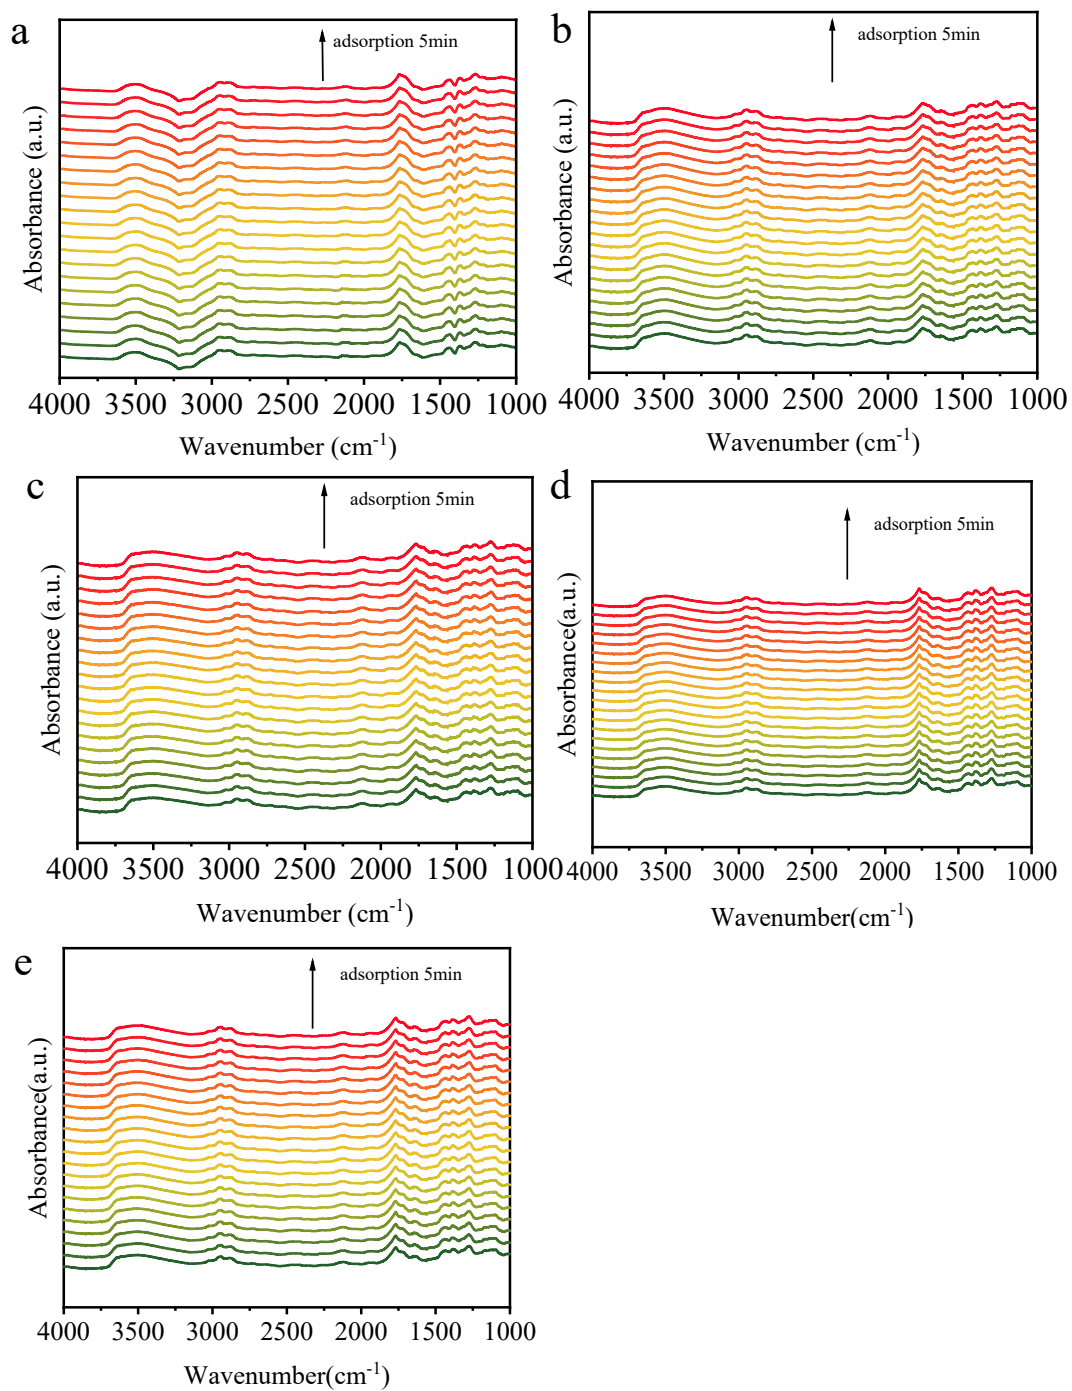 a
adsorption 5min
Absorbance (a.u.)
4000 3500 3000 2500 2000 1500 1000
Wavenumber (cm-1)
b
adsorption 5min
Absorbance (a.u.)
4000 3500 3000 2500 2000 1500 1000
Wavenumber (cm-1)
c
adsorption 5min
Absorbance (a.u.)
4000 3500 3000 2500 2000 1500 1000
Wavenumber (cm-1)
d
adsorption 5min
Absorbance(a.u.)
4000 3500 3000 2500 2000 1500 1000
Wavenumber(cm-1)
e
adsorption 5min
Absorbance(a.u.)
4000 3500 3000 2500 2000 1500 1000
Wavenumber(cm-1)